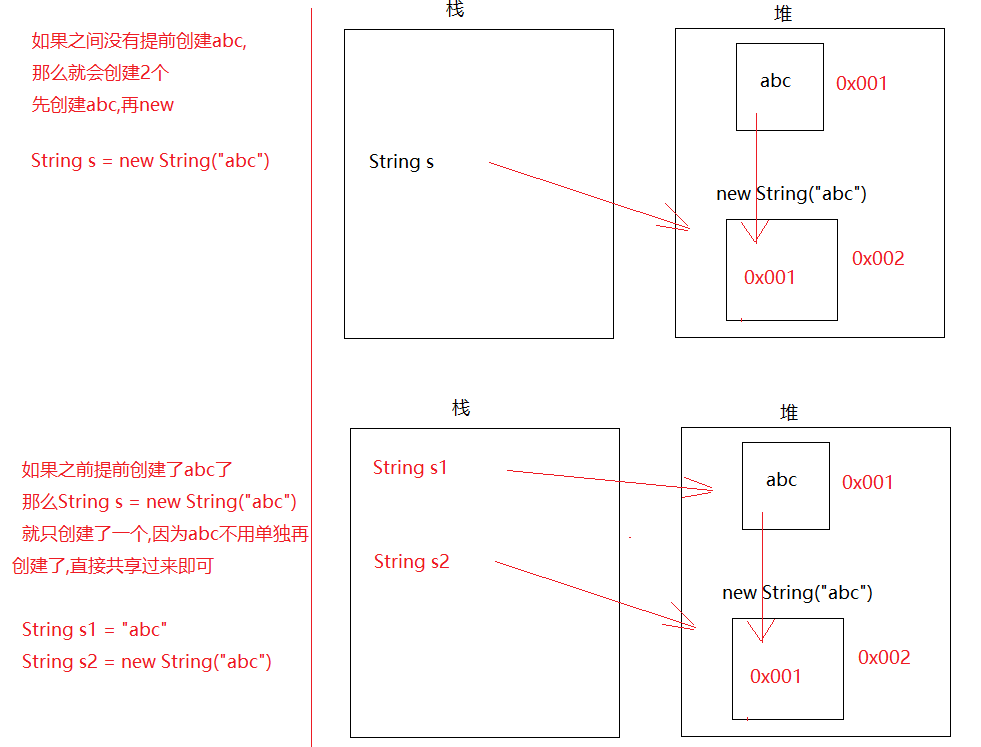 如果之间没有提前创建abc,
那么就会创建2个
先创建abc,再new
String s = new String("abc")
栈
String s
堆
abc
0x001
new String("abc")
0x001
0x002
如果之前提前创建了abc了
那么String s = new String("abc")
就只创建了一个,因为abc不用单独再
创建了,直接共享过来即可
String s1 = "abc"
String s2 = new String("abc")
栈
String s1
String s2
堆
abc
0x001
new String("abc")
0x001
0x002